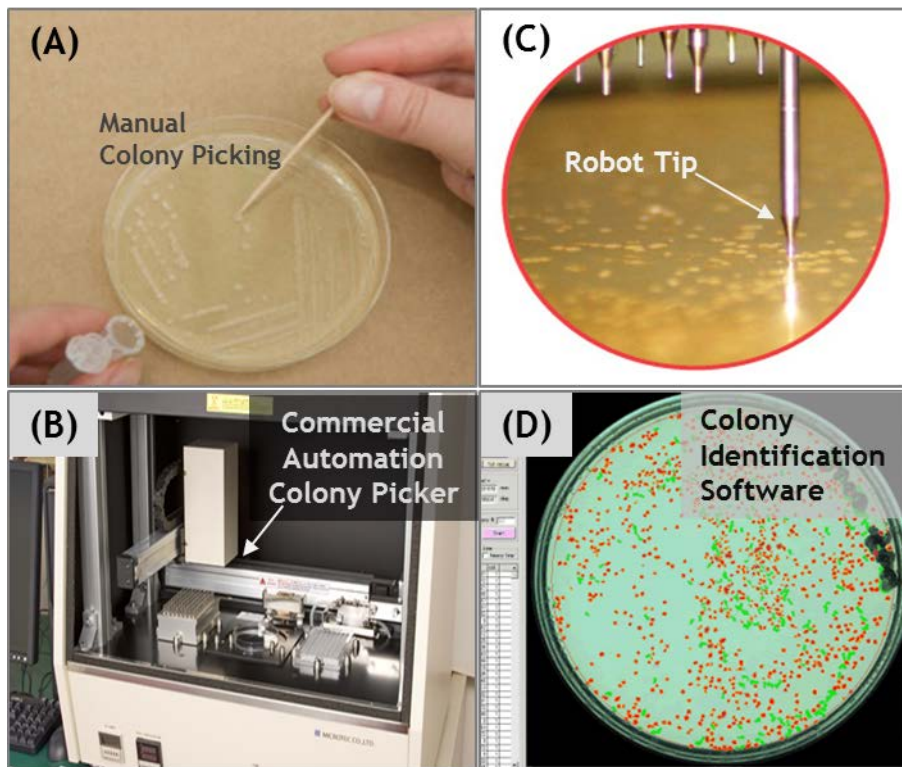 (A)
Manual
Colony Picking
(C)
Robot Tip
(B)
Commercial
Automation
Colony Picker
MICROTEC CO.,LTD.
(D)
Colony
Identification
Software